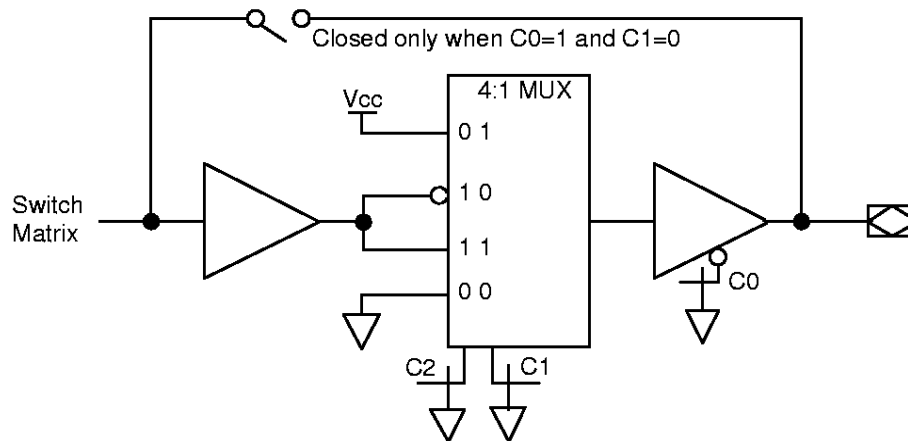 Closed only when C0=1 and C1=0
4:1 MUX
Vcc
0 1
1 0
Switch
Matrix
1 1
0 0
C0
C2
C1